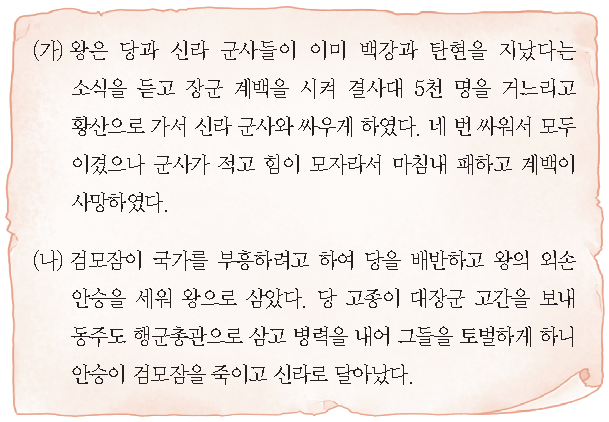 (가) 왕은 당과 신라 군사들이 이미 백강과 탄현을 지났다는
소식을 듣고 장군 계백을 시켜 결사대 5천 명을 거느리고
황산으로 가서 신라 군사와 싸우게 하였다. 네 번 싸워서 모두
이겼으나 군사가 적고 힘이 모자라서 마침내 패하고 계백이
사망하였다.
(나) 검모잠이 국가를 부흥하려고 하여 당을 배반하고 왕의 외손
안승을 세워 왕으로 삼았다. 당 고종이 대장군 고간을 보내
동주도 행군총관으로 삼고 병력을 내어 그들을 토벌하게 하니
안승이 검모잠을 죽이고 신라로 달아났다.